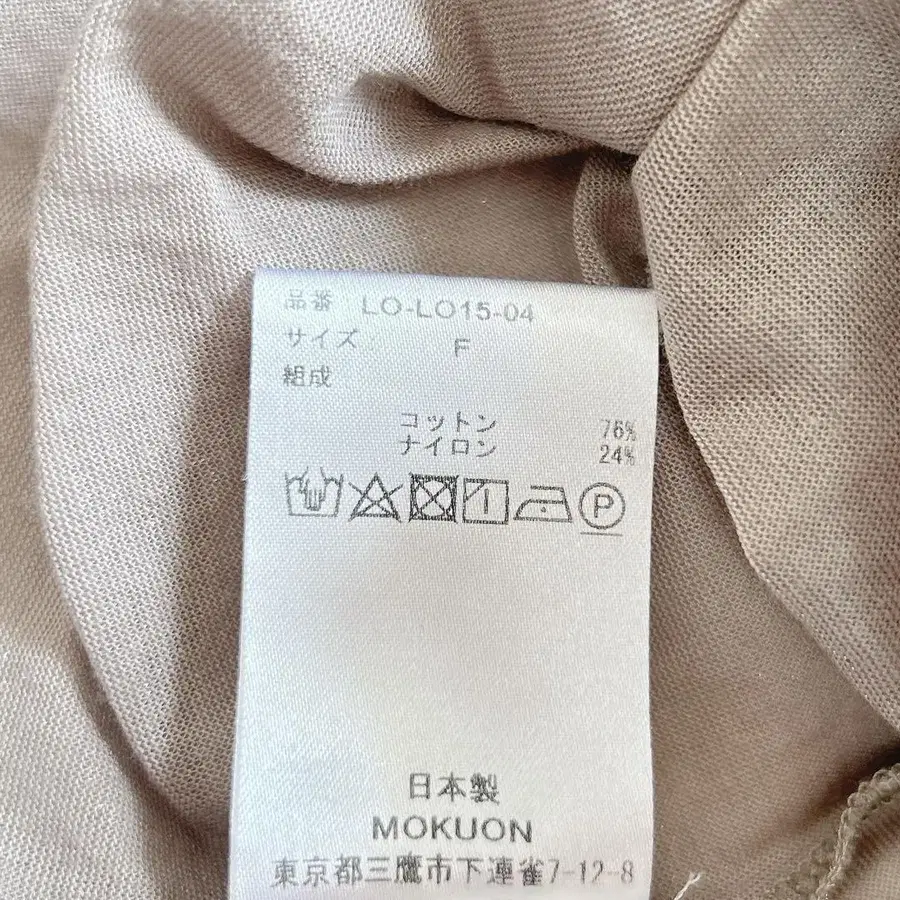 品番 LO-LO15-04
サイズ F
組成
コットン 76%
ナイロン 24%
P
日本製
MOKUON
東京都三鷹市下連雀7-12-8